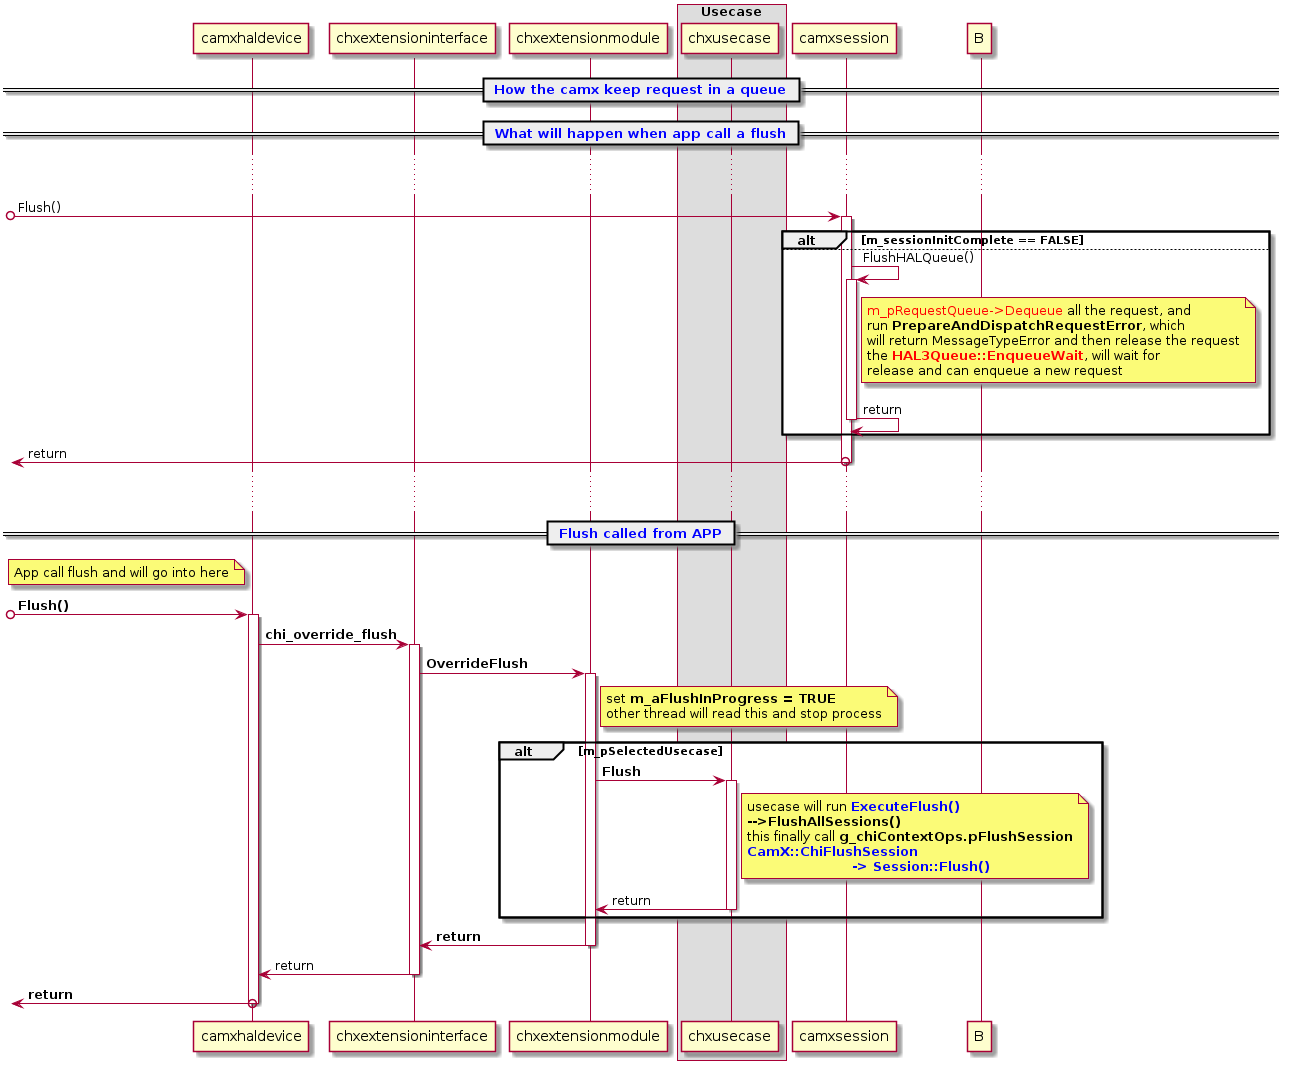 Usecase
camxhaldevice
chxextensioninterface
chxextensionmodule
chxusecase
camxsession
B
How the camx keep request in a queue
What will happen when app call a flush
Flush()
alt
[m_sessionInitComplete == FALSE]
FlushHALQueue()
m_pRequestQueue->Dequeue all the request, and
run PrepareAndDispatchRequestError, which
will return MessageTypeError and then release the request
the HAL3Queue::EnqueueWait, will wait for
release and can enqueue a new request
return
return
Flush called from APP
App call flush and will go into here
Flush()
chi_override_flush
OverrideFlush
set m_aFlushInProgress = TRUE
other thread will read this and stop process
alt
[m_pSelectedUsecase]
Flush
usecase will run ExecuteFlush()
-->FlushAllSessions()
this finally call g_chiContextOps.pFlushSession
CamX::ChiFlushSession
-> Session::Flush()
return
return
return
return
camxhaldevice
chxextensioninterface
chxextensionmodule
chxusecase
camxsession
B